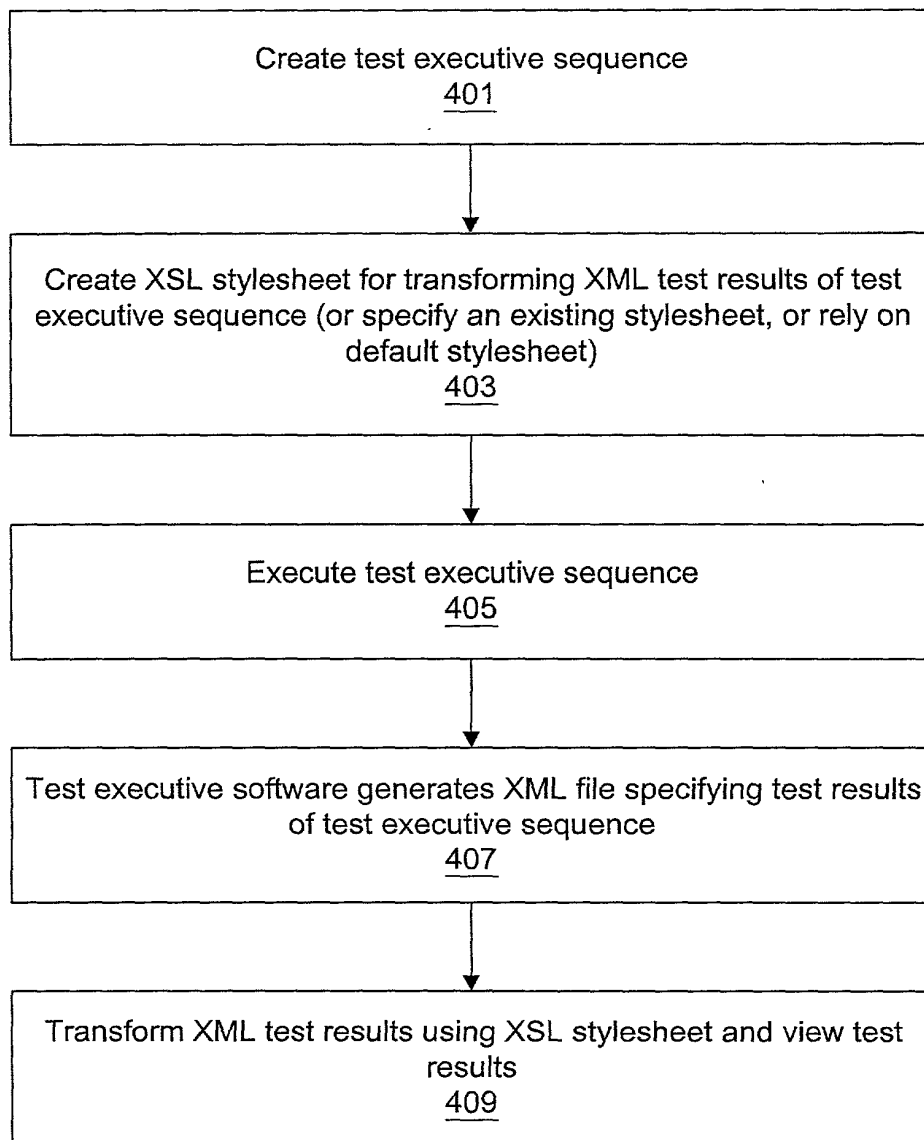 Create test executive sequence
401
Create XSL stylesheet for transforming XML test results of test
executive sequence (or specify an existing stylesheet, or rely on
default stylesheet)
403
Execute test executive sequence
405
Test executive software generates XML file specifying test results
of test executive sequence
407
Transform XML test results using XSL stylesheet and view test
results
409